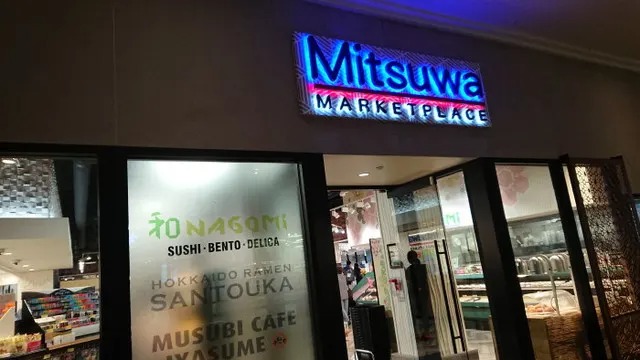 Mitsuwa
MARKETPLACE
和 NAGOMI
SUSHI·BENTO·DELICA
HOKKAIDO RAMEN
SANTOUKA
MUSUBI CAFE
IYASUME